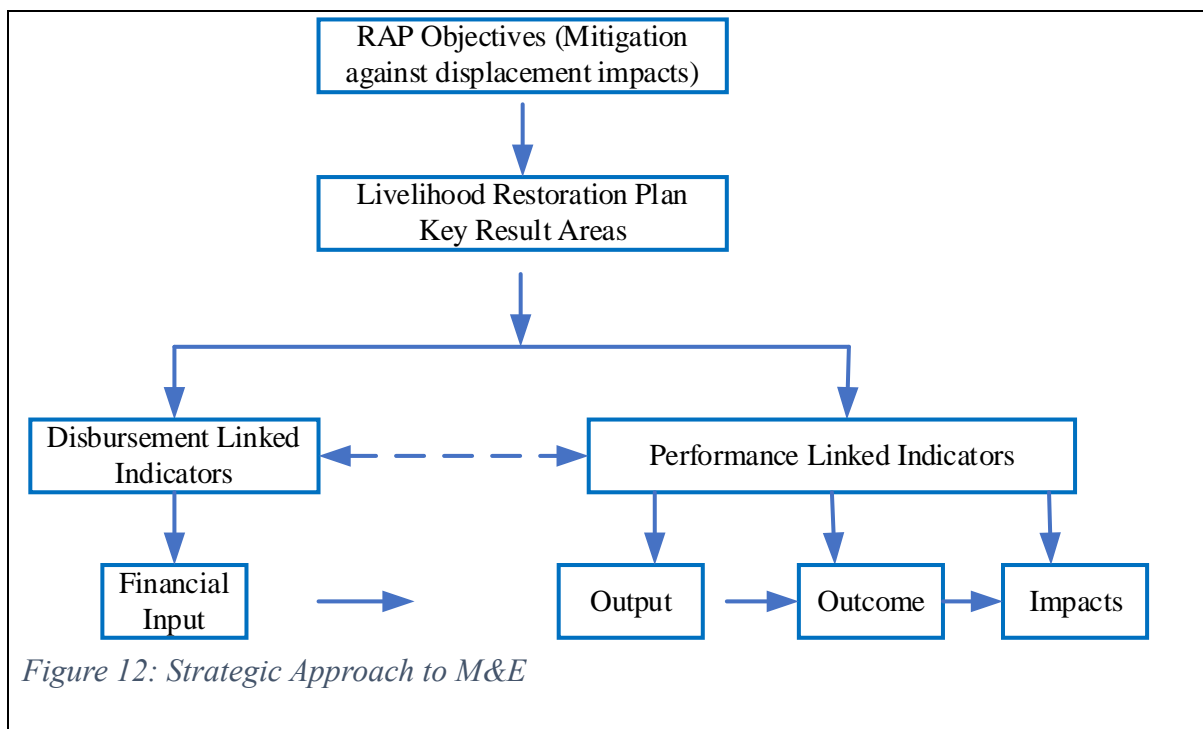 RAP Objectives (Mitigation
against displacement impacts)
Livelihood Restoration Plan
Key Result Areas
Disbursement Linked
Indicators
Performance Linked Indicators
Financial
Input
Output
Outcome
Impacts
Figure 12: Strategic Approach to M&E